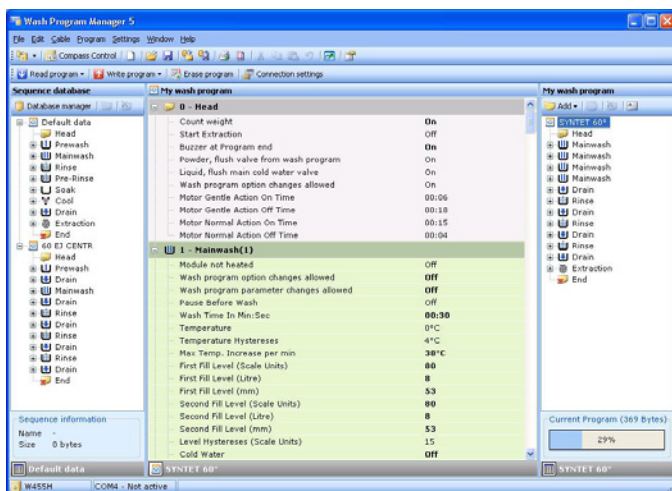 Wash Program Manager 5
File Edit Cable Program Settings Window Help
Compass Control
Read program Write program Erase program Connection settings
Sequence database
Database manager
Default data
Head
Prewash
Mainwash
Rinse
Pre-Rinse
Soak
Cool
Drain
Extraction
End
60 EJ CENTR
Head
Prewash
Drain
Mainwash
Drain
Rinse
Drain
Rinse
Drain
Rinse
Drain
End
Sequence information
Name -
Size 0 bytes
Default data
My wash program
0 - Head
Count weight On
Start Extraction Off
Buzzer at Program end On
Powder, flush valve from wash program On
Liquid, flush main cold water valve On
Wash program option changes allowed On
Motor Gentle Action On Time 00:06
Motor Gentle Action Off Time 00:10
Motor Normal Action On Time 00:15
Motor Normal Action Off Time 00:04
1 - Mainwash(1)
Module not heated Off
Wash program option changes allowed Off
Wash program parameter changes allowed Off
Pause Before Wash Off
Wash Time In Min:Sec 00:30
Temperature 0°C
Temperature Hystereses 4°C
Max Temp. Increase per min 30°C
First Fill Level (Scale Units) 80
First Fill Level (Litre) 8
First Fill Level (mm) 53
Second Fill Level (Scale Units) 80
Second Fill Level (Litre) 8
Second Fill Level (mm) 53
Level Hystereses (Scale Units) 15
Cold Water Off
SYNTET 60°
My wash program
Add
SYNTET 60°
Head
Mainwash
Mainwash
Mainwash
Mainwash
Drain
Rinse
Drain
Rinse
Drain
Rinse
Drain
Extraction
End
Current Program (369 Bytes)
29%
SYNTET 60°
W455H COM4 - Not active